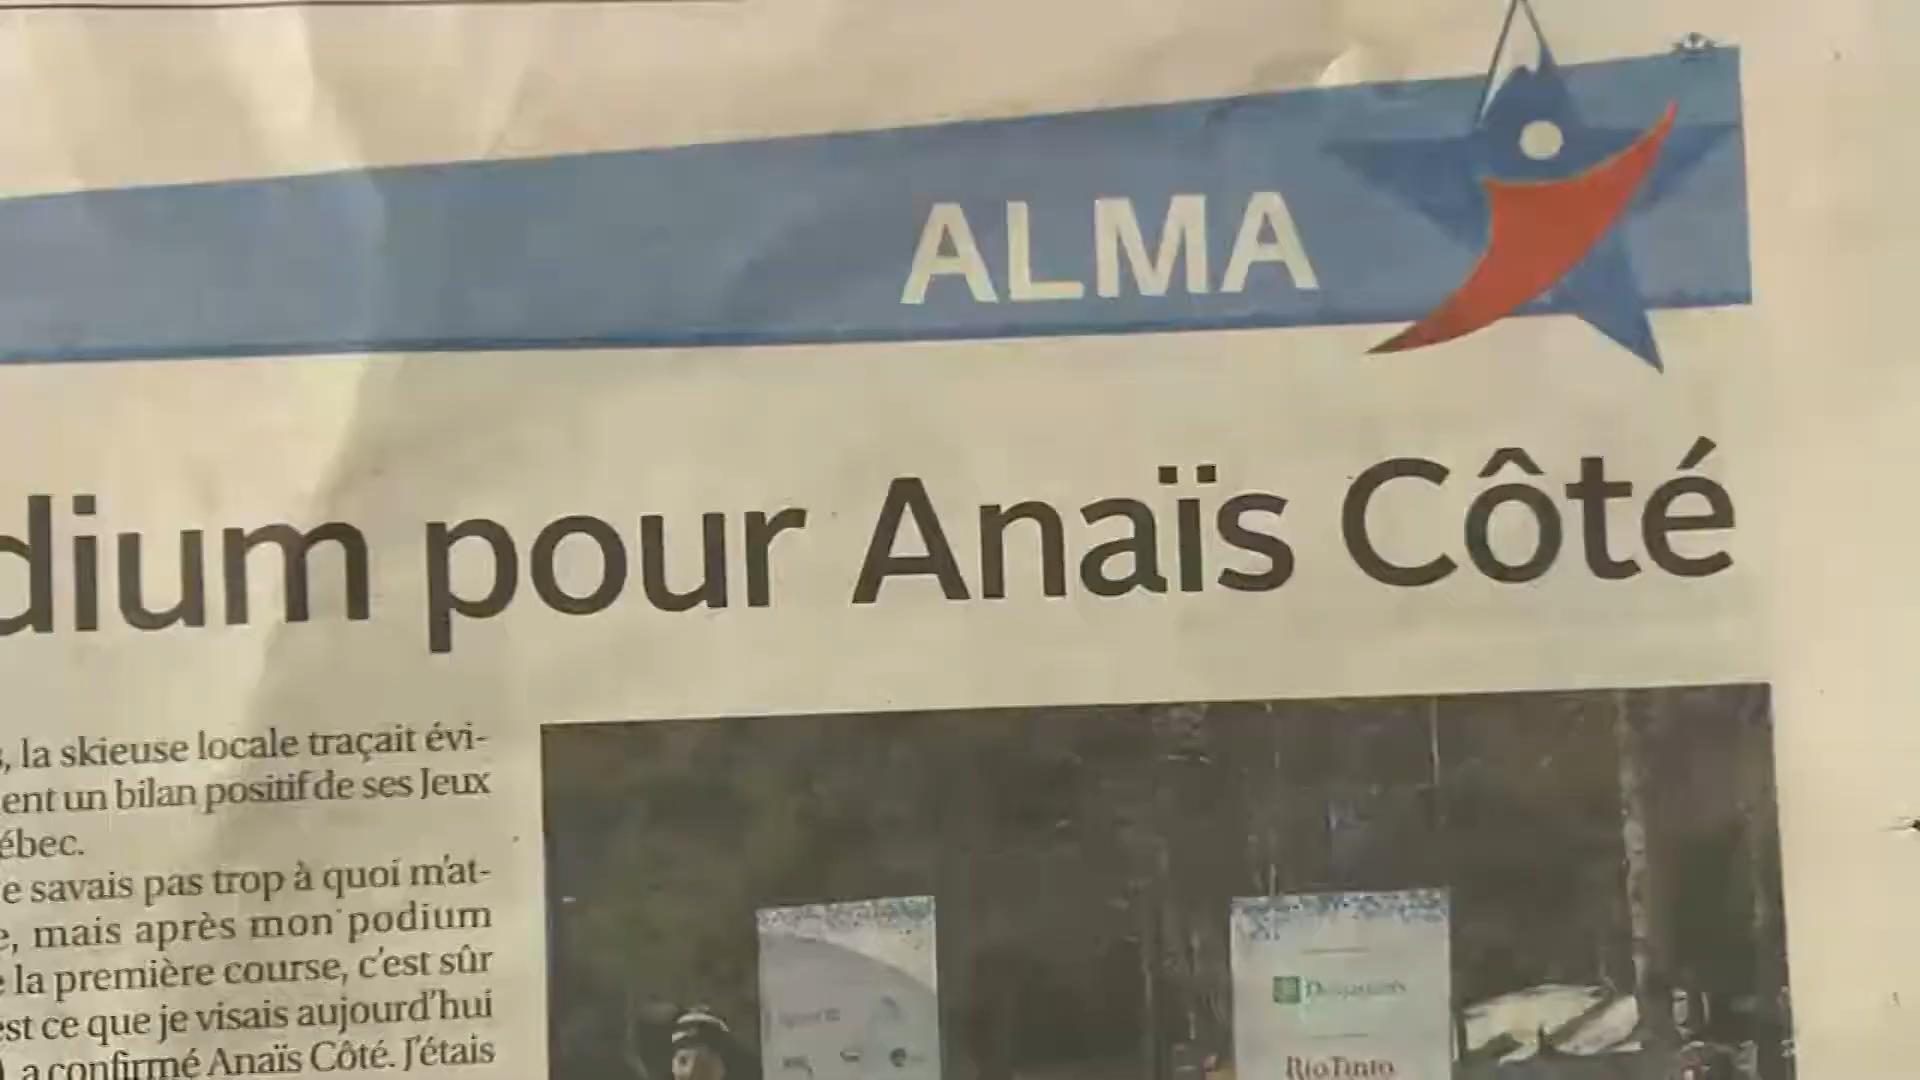 ALMA
dium pour Anaïs Côté
, la skieuse locale traçait évi-
ent un bilan positif de ses Jeux
ébec.
e savais pas trop à quoi m'at-
e, mais après mon podium
la première course, c'est sûr
est ce que je visais aujourd'hui
a confirmé Anaïs Côté. J'étais
Desjardins
RioTinto